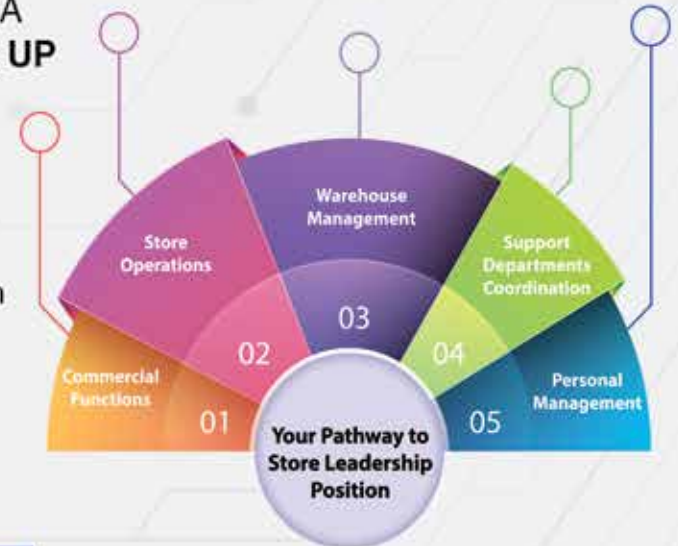 A
UP
n
Commercial
Functions
01
Store
Operations
02
Warehouse
Management
03
Support
Departments
Coordination
04
Personal
Management
05
Your Pathway to
Store Leadership
Position